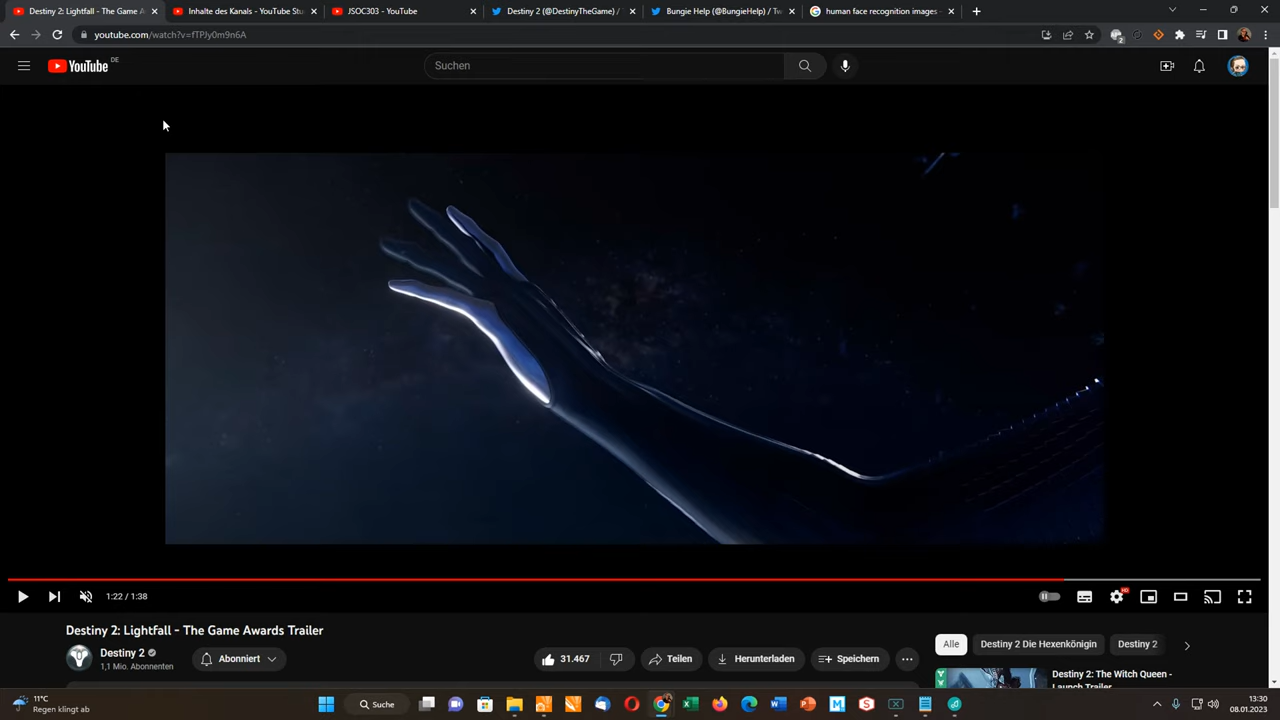 Destiny 2: Lightfall - The Game A
Inhalte des Kanals - YouTube Stu
JSOC303 - YouTube
Destiny 2 (@DestinyTheGame) /
Bungie Help (@BungieHelp) / Tw
human face recognition images -
youtube.com/watch?v=fTPJy0m9n6A
2
YouTube DE
Suchen
1:22 / 1:38
HD
Destiny 2: Lightfall - The Game Awards Trailer
Destiny 2
1,1 Mio. Abonnenten
Abonniert
31.467
Teilen
Herunterladen
Speichern
Alle
Destiny 2 Die Hexenkönigin
Destiny 2
Destiny 2: The Witch Queen -
Launch Trailer
11°C
Regen klingt ab
Suche
13:30
08.01.2023